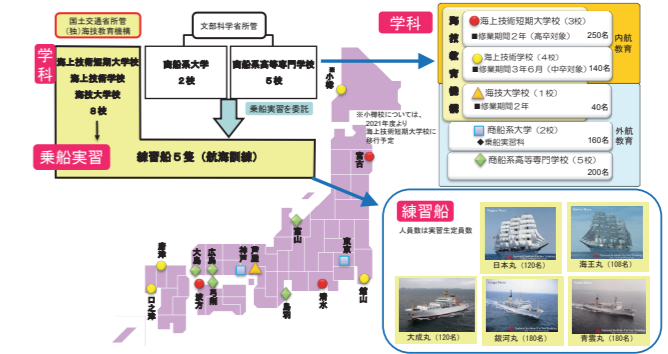 国土交通省所管
(独)海技教育機構
学科
海上技術短期大学校
海上技術学校
海技大学校
8校
乗船実習
文部科学省所管
商船系大学
2校
商船系高等専門学校
5校
乗船実習を委託
練習船5隻（航海訓練）
学科
海技教育機構
海上技術短期大学校（3校）
■修業期間2年（高卒対象）
250名
海上技術学校（4校）
■修業期間3年6月（中卒対象）
140名
海技大学校（1校）
■修業期間2年
40名
内航
教育
商船系大学（2校）
◆乗船実習科
160名
商船系高等専門学校（5校）
200名
外航
教育
※小樽
※小樽校については、
2021年度より
海上技術短期大学校に
移行予定
宮古
富山
東京
館山
清水
鳥羽
芦屋
神戸
広島
大島
弓削
波方
唐津
口之津
練習船
人員数は実習生定員数
日本丸（120名）
海王丸（108名）
大成丸（120名）
銀河丸（180名）
青雲丸（180名）